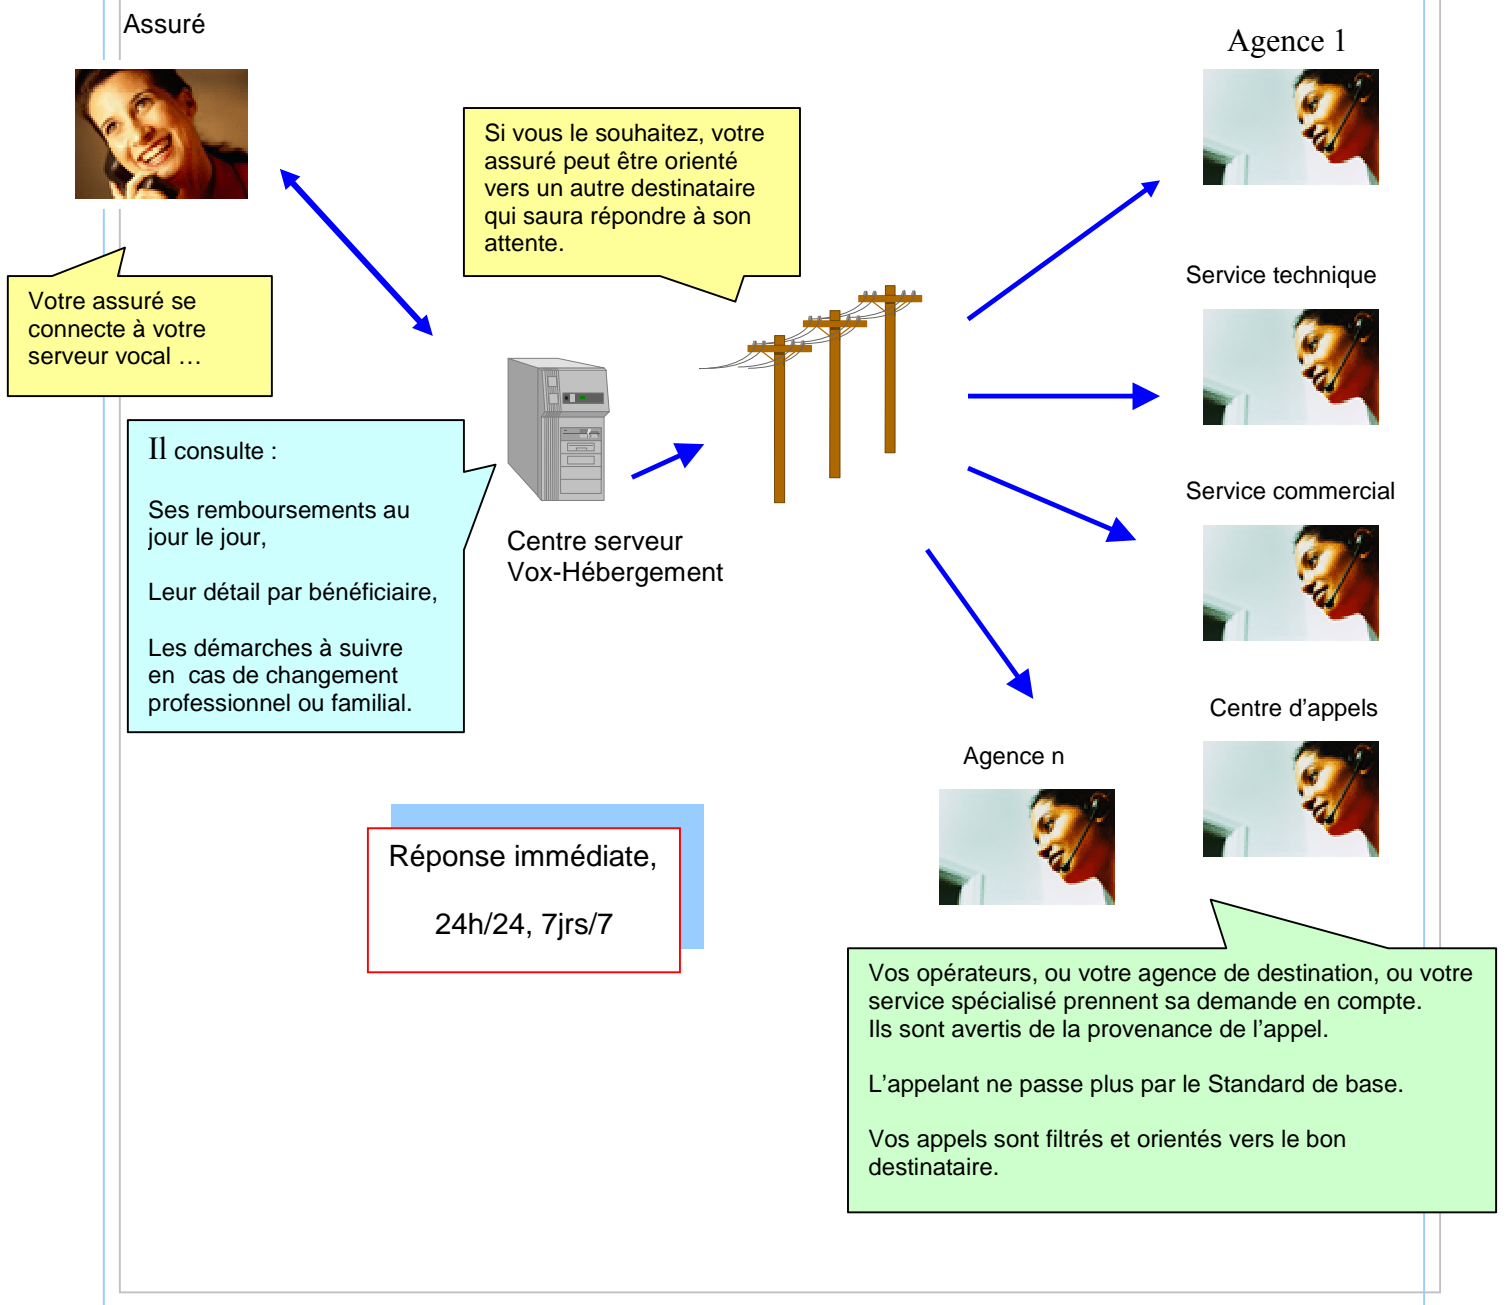 Assuré
Agence 1
Si vous le souhaitez, votre
assuré peut être orienté
vers un autre destinataire
qui saura répondre à son
attente.
Votre assuré se
connecte à votre
serveur vocal …
Service technique
Il consulte :
Ses remboursements au
jour le jour,
Leur détail par bénéficiaire,
Les démarches à suivre
en  cas de changement
professionnel ou familial.
Centre serveur
Vox-Hébergement
Service commercial
Centre d’appels
Agence n
Réponse immédiate,
24h/24, 7jrs/7
Vos opérateurs, ou votre agence de destination, ou votre
service spécialisé prennent sa demande en compte.
Ils sont avertis de la provenance de l’appel.
L’appelant ne passe plus par le Standard de base.
Vos appels sont filtrés et orientés vers le bon
destinataire.